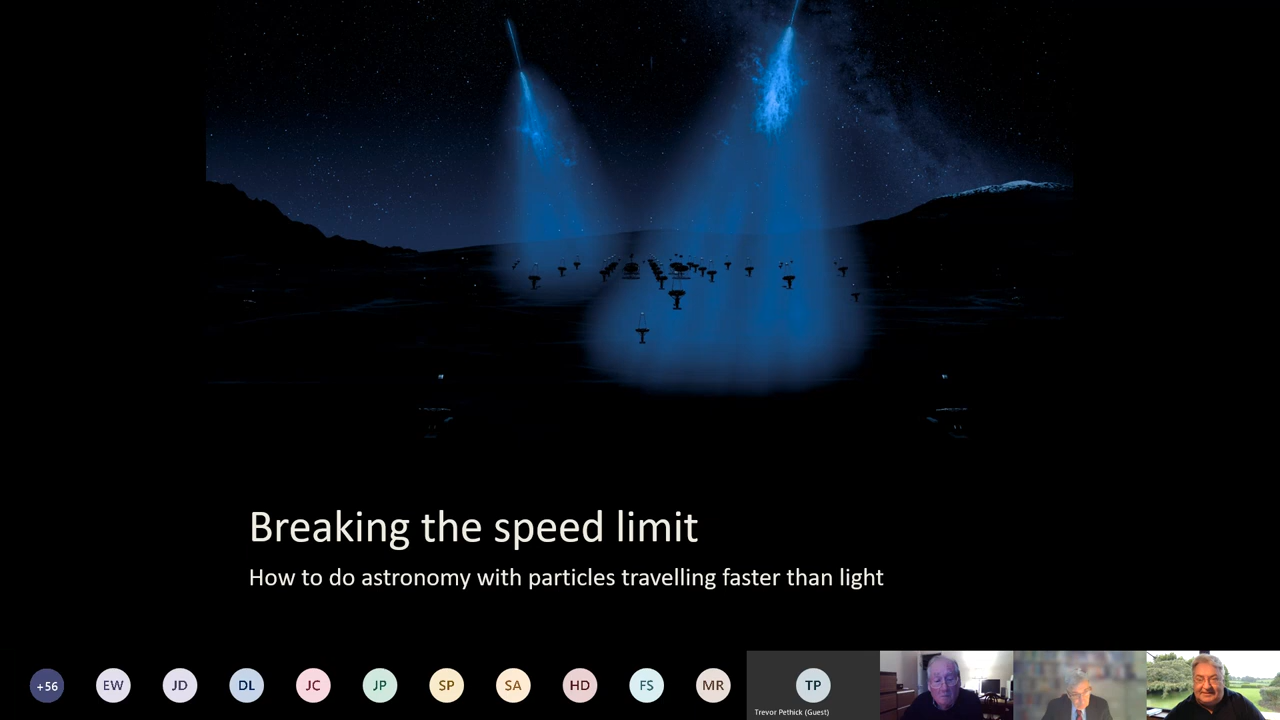 Breaking the speed limit
How to do astronomy with particles travelling faster than light
+56 EW JD DL JC JP SP SA HD FS MR TP
Trevor Pethick (Guest)